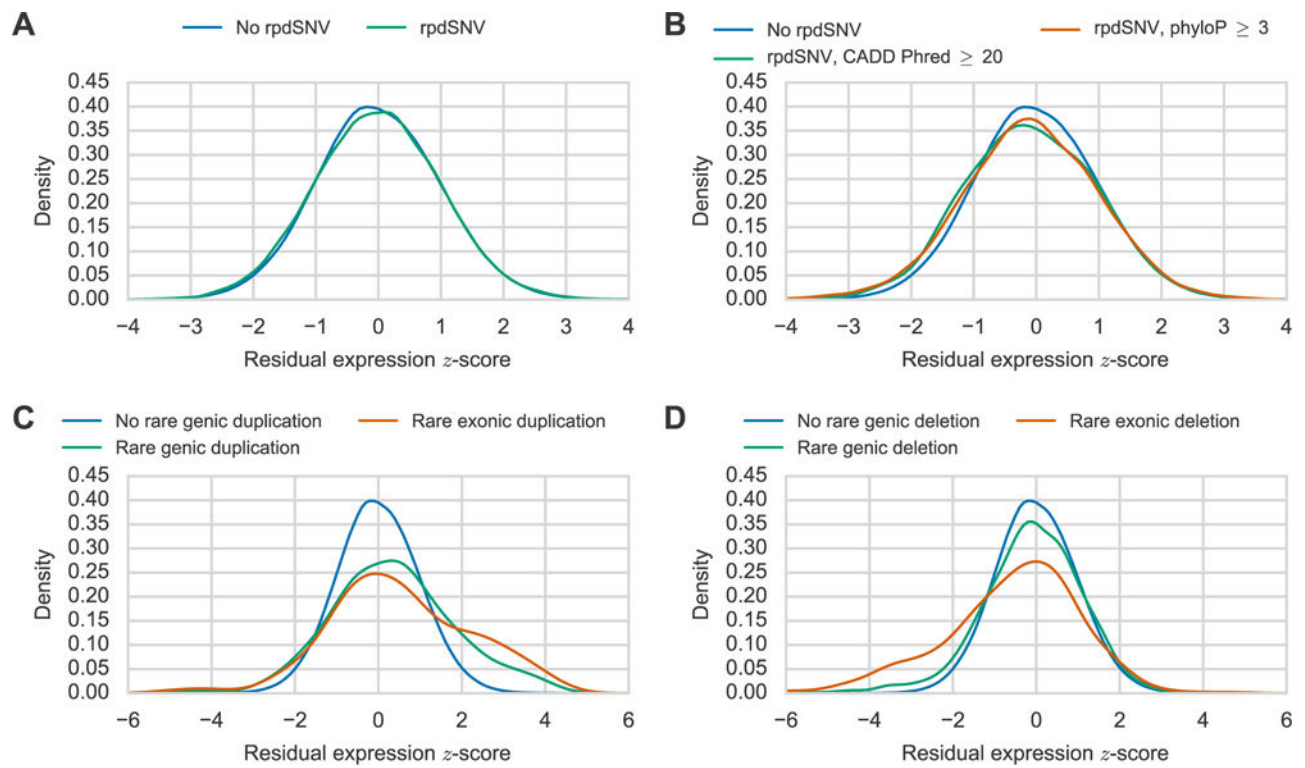 A
No rpdSNV
rpdSNV
0.45
0.40
0.35
0.30
0.25
0.20
0.15
0.10
0.05
0.00
Density
−4 −3 −2 −1 0 1 2 3 4
Residual expression z-score
B
No rpdSNV
rpdSNV, phyloP ≥ 3
rpdSNV, CADD Phred ≥ 20
0.45
0.40
0.35
0.30
0.25
0.20
0.15
0.10
0.05
0.00
Density
−4 −3 −2 −1 0 1 2 3 4
Residual expression z-score
C
No rare genic duplication
Rare exonic duplication
Rare genic duplication
0.45
0.40
0.35
0.30
0.25
0.20
0.15
0.10
0.05
0.00
Density
−6 −4 −2 0 2 4 6
Residual expression z-score
D
No rare genic deletion
Rare exonic deletion
Rare genic deletion
0.45
0.40
0.35
0.30
0.25
0.20
0.15
0.10
0.05
0.00
Density
−6 −4 −2 0 2 4 6
Residual expression z-score